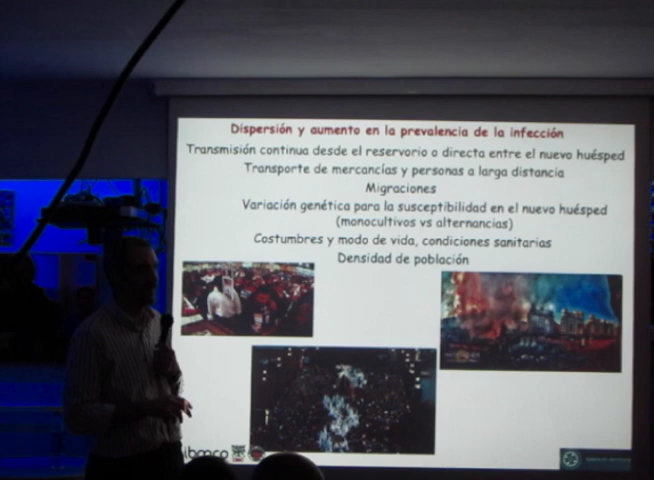 Dispersión y aumento en la prevalencia de la infección
Transmisión continua desde el reservorio o directa entre el nuevo huésped
Transporte de mercancías y personas a larga distancia
Migraciones
Variación genética para la susceptibilidad en el nuevo huésped
(monocultivos vs alternancias)
Costumbres y modo de vida, condiciones sanitarias
Densidad de población